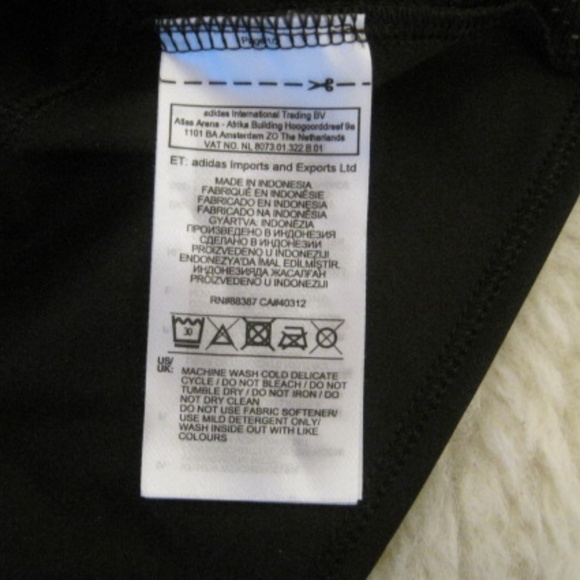 adidas International Trading BV
Atlas Arena - Afrika Building Hoogoorddreef 9a
1101 BA Amsterdam ZO The Netherlands
VAT NO. NL 8073.01.322.B.01
ET: adidas Imports and Exports Ltd
MADE IN INDONESIA
FABRIQUÉ EN INDONÉSIE
FABRICADO EN INDONESIA
FABRICADO NA INDONÉSIA
GYÁRTVA: INDONÉZIA
ПРОИЗВЕДЕНО В ИНДОНЕЗИЯ
СДЕЛАНО В ИНДОНЕЗИИ
PROIZVEDENO U INDONEZIJI
ENDONEZYA'DA İMAL EDİLMİŞTİR.
ИНДОНЕЗИЯДА ЖАСАЛҒАН
PROIZVEDENO U INDONEZIJI
RN#88387 CA#40312
30
US/
UK:
MACHINE WASH COLD DELICATE
CYCLE / DO NOT BLEACH / DO NOT
TUMBLE DRY / DO NOT IRON / DO
NOT DRY CLEAN
DO NOT USE FABRIC SOFTENER/
USE MILD DETERGENT ONLY/
WASH INSIDE OUT WITH LIKE
COLOURS